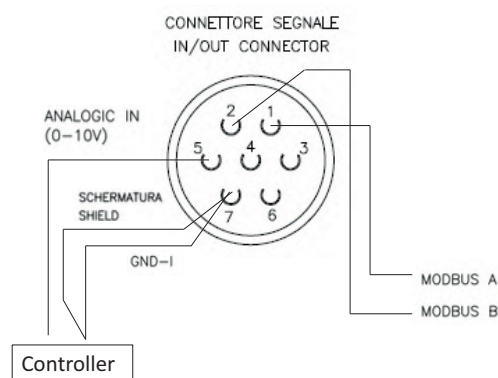 CONNETTORE SEGNALE
IN/OUT CONNECTOR
ANALOGIC IN
(0-10V)
2
1
5
4
3
7
6
SCHERMATURA
SHIELD
GND-I
MODBUS A
MODBUS B
Controller